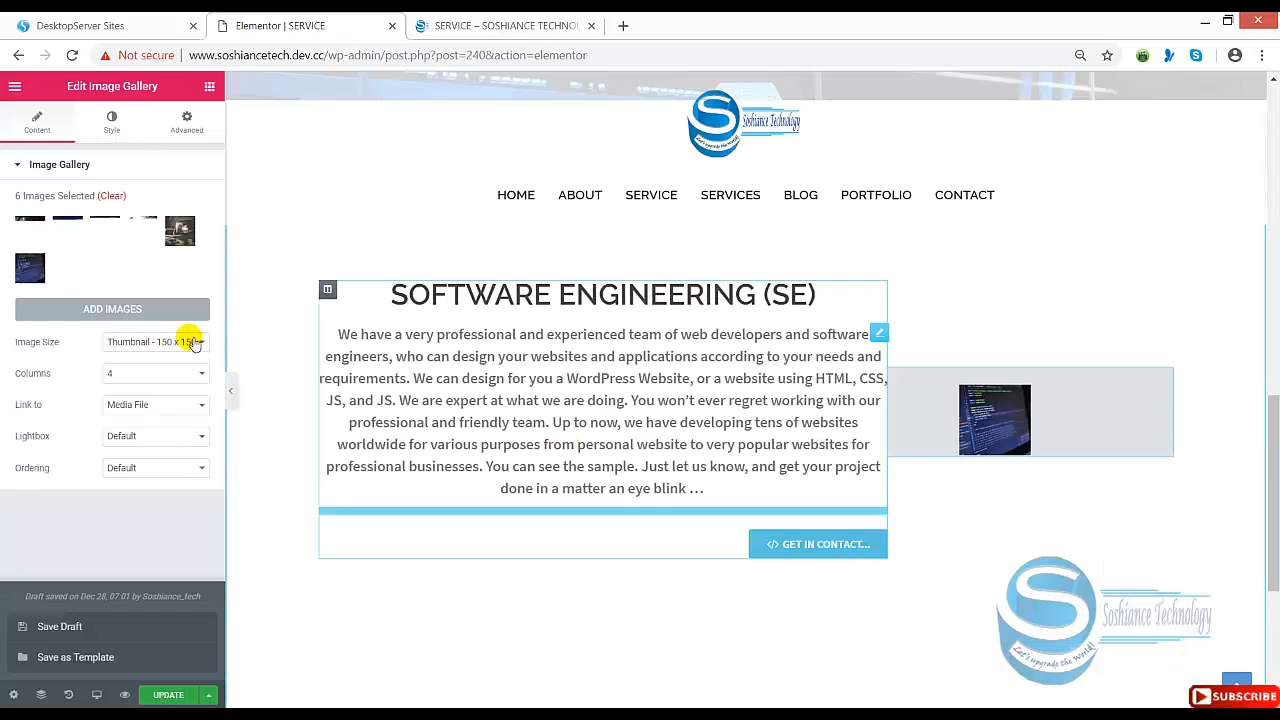 DesktopServer Sites
Elementor | SERVICE
SERVICE – SOSHIANCE TECHNOL
Not secure | www.soshiancetech.dev.cc/wp-admin/post.php?post=240&action=elementor
Edit Image Gallery
Content
Style
Advanced
Image Gallery
6 Images Selected (Clear)
ADD IMAGES
Image Size
Thumbnail - 150 x 150
Columns
4
Link to
Media File
Lightbox
Default
Ordering
Default
Draft saved on Dec 28, 07:01 by Soshiance_tech
Save Draft
Save as Template
UPDATE
S
Soshiance Technology
Let's upgrade the World!
HOME ABOUT SERVICE SERVICES BLOG PORTFOLIO CONTACT
SOFTWARE ENGINEERING (SE)
We have a very professional and experienced team of web developers and software
engineers, who can design your websites and applications according to your needs and
requirements. We can design for you a WordPress Website, or a website using HTML, CSS,
JS, and JS. We are expert at what we are doing. You won't ever regret working with our
professional and friendly team. Up to now, we have developing tens of websites
worldwide for various purposes from personal website to very popular websites for
professional businesses. You can see the sample. Just let us know, and get your project
done in a matter an eye blink …
</> GET IN CONTACT...
S
Soshiance Technology
Let's upgrade the World!
SUBSCRIBE